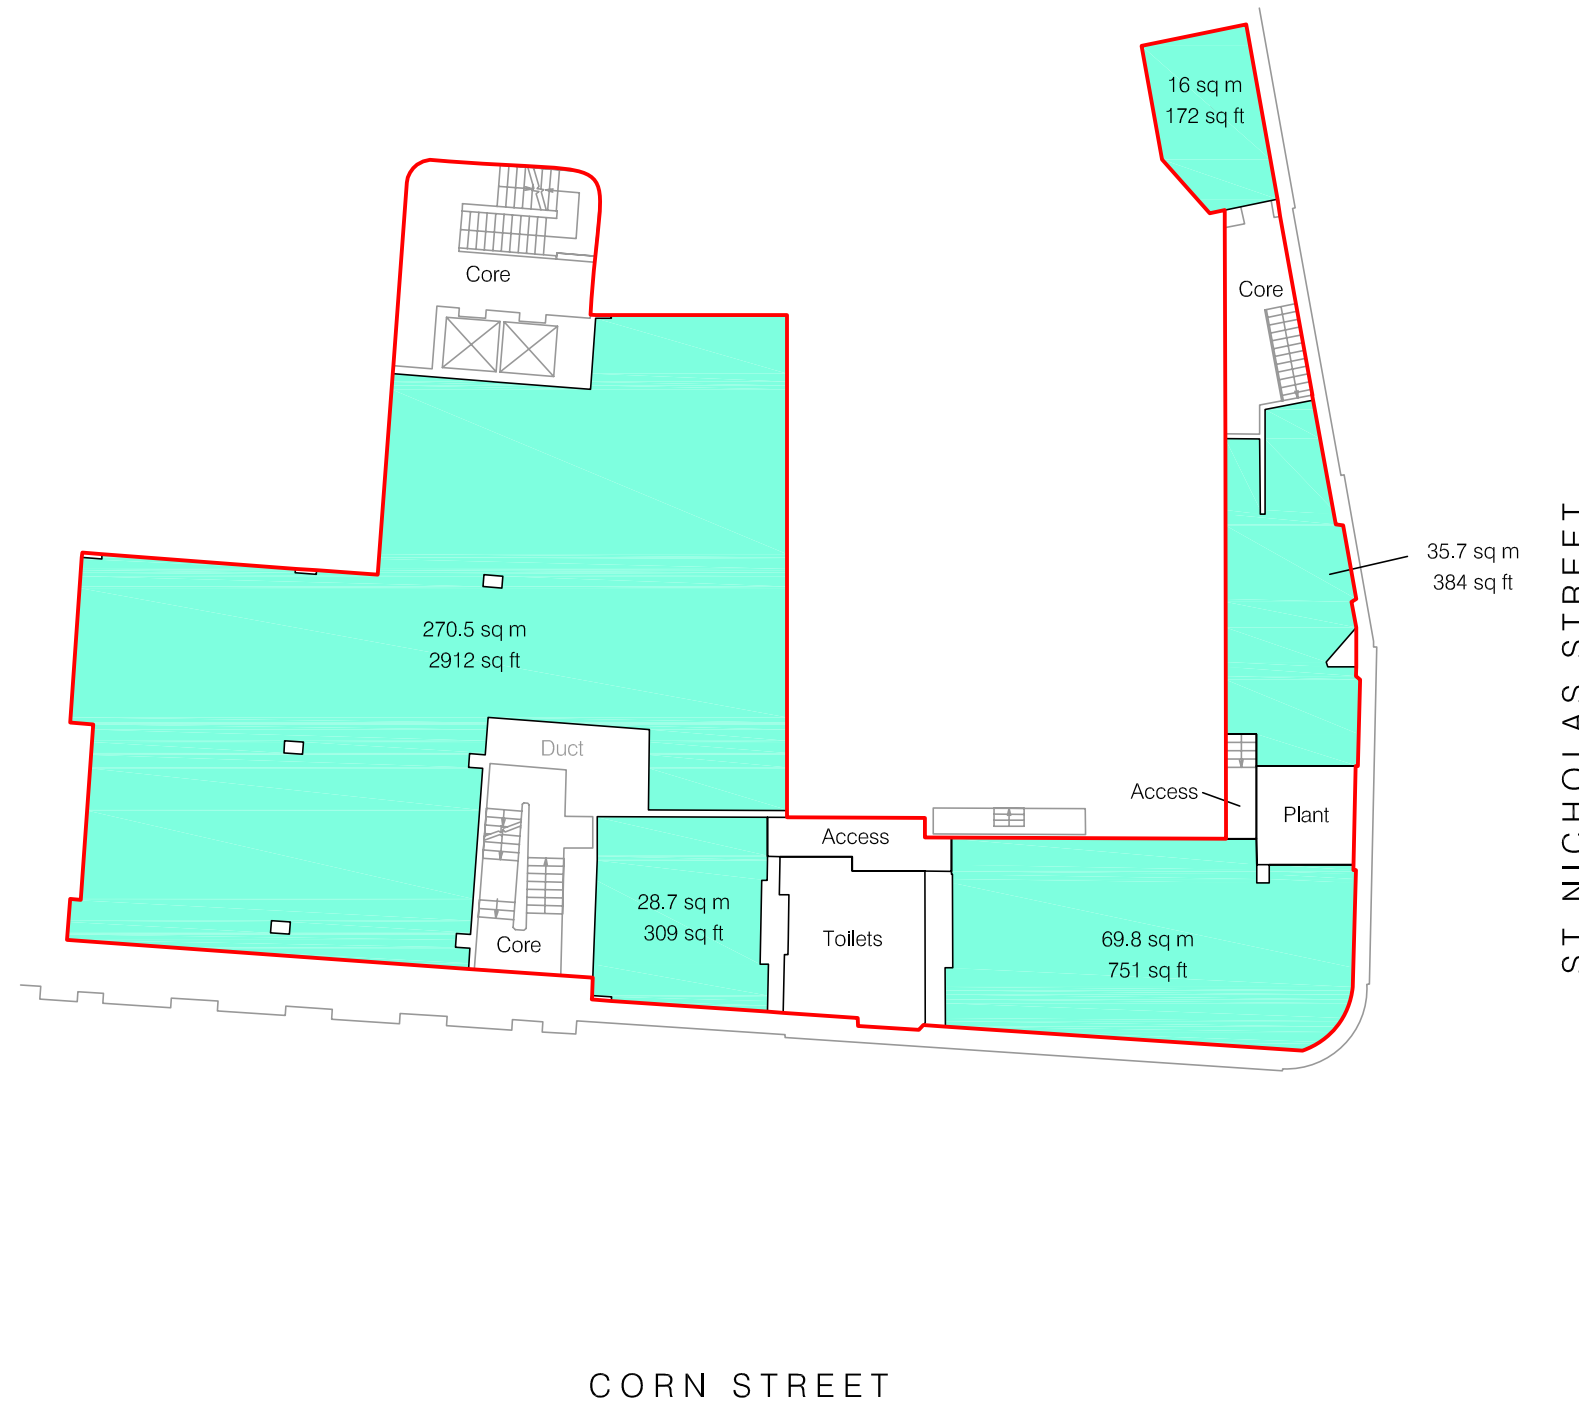 16 sq m
172 sq ft
Core
Core
35.7 sq m
384 sq ft
270.5 sq m
2912 sq ft
Duct
Access
Plant
Access
28.7 sq m
309 sq ft
Toilets
69.8 sq m
751 sq ft
Core
ST NICHOLAS STREET
CORN STREET